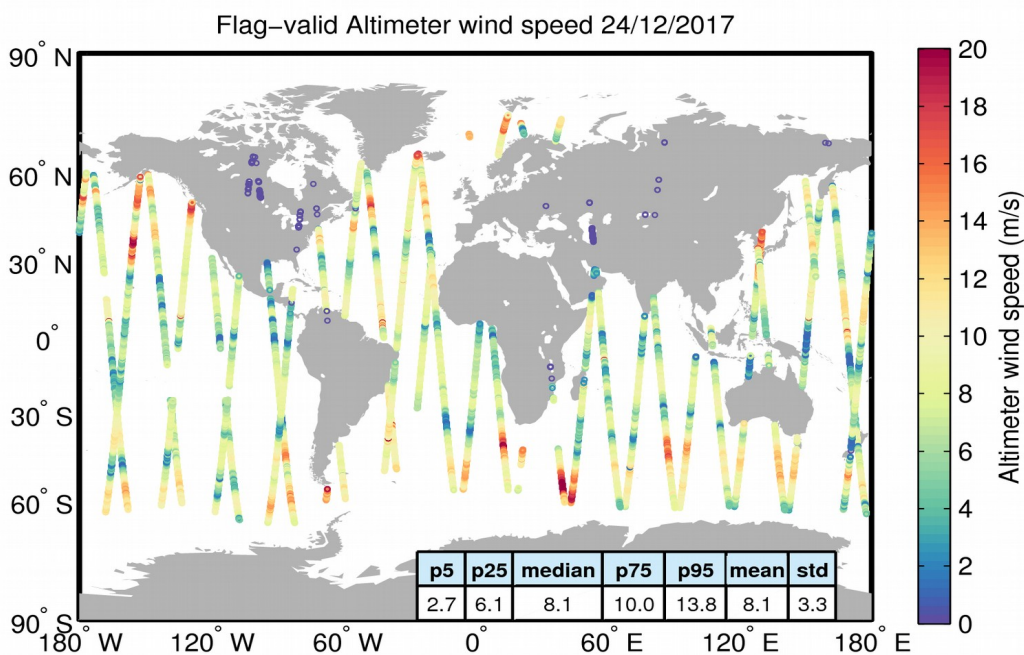 Flag-valid Altimeter wind speed 24/12/2017
90° N
60° N
30° N
0°
30° S
60° S
90° S
180° W
120° W
60° W
0°
60° E
120° E
180° E
p5 p25 median p75 p95 mean std
2.7 6.1 8.1 10.0 13.8 8.1 3.3
20
18
16
14
12
10
8
6
4
2
0
Altimeter wind speed (m/s)